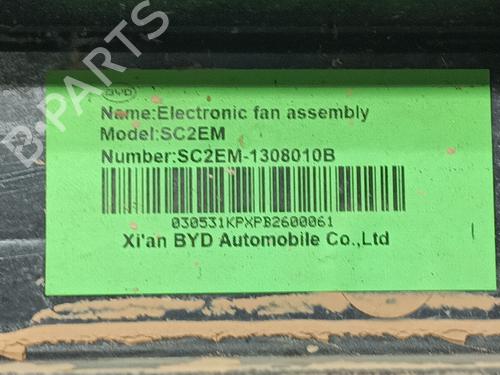 B-PARTS
BYD
Name:Electronic fan assembly
Model:SC2EM
Number:SC2EM-1308010B
030531KPXPB2600061
Xi'an BYD Automobile Co.,Ltd